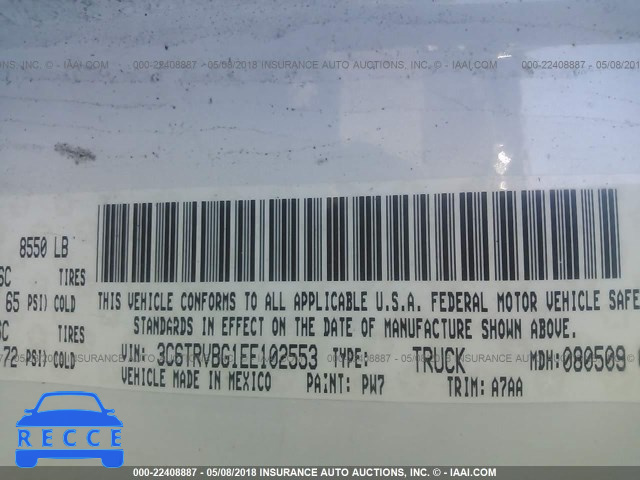 000-22408887 - 05/08/2018 INSURANCE AUTO AUCTIONS, INC. - © - IAAI.COM
8550 LB
TIRES
65 PSI) COLD
TIRES
72 PSI) COLD
THIS VEHICLE CONFORMS TO ALL APPLICABLE U.S.A. FEDERAL MOTOR VEHICLE SAFE
STANDARDS IN EFFECT ON THE DATE OF MANUFACTURE SHOWN ABOVE.
VIN: 3C6TRVBG1EE102553 TYPE: TRUCK MDH: 080509
VEHICLE MADE IN MEXICO PAINT: PW7 TRIM: A7AA
RECCE
000-22408887 - 05/08/2018 INSURANCE AUTO AUCTIONS, INC. - © - IAAI.COM